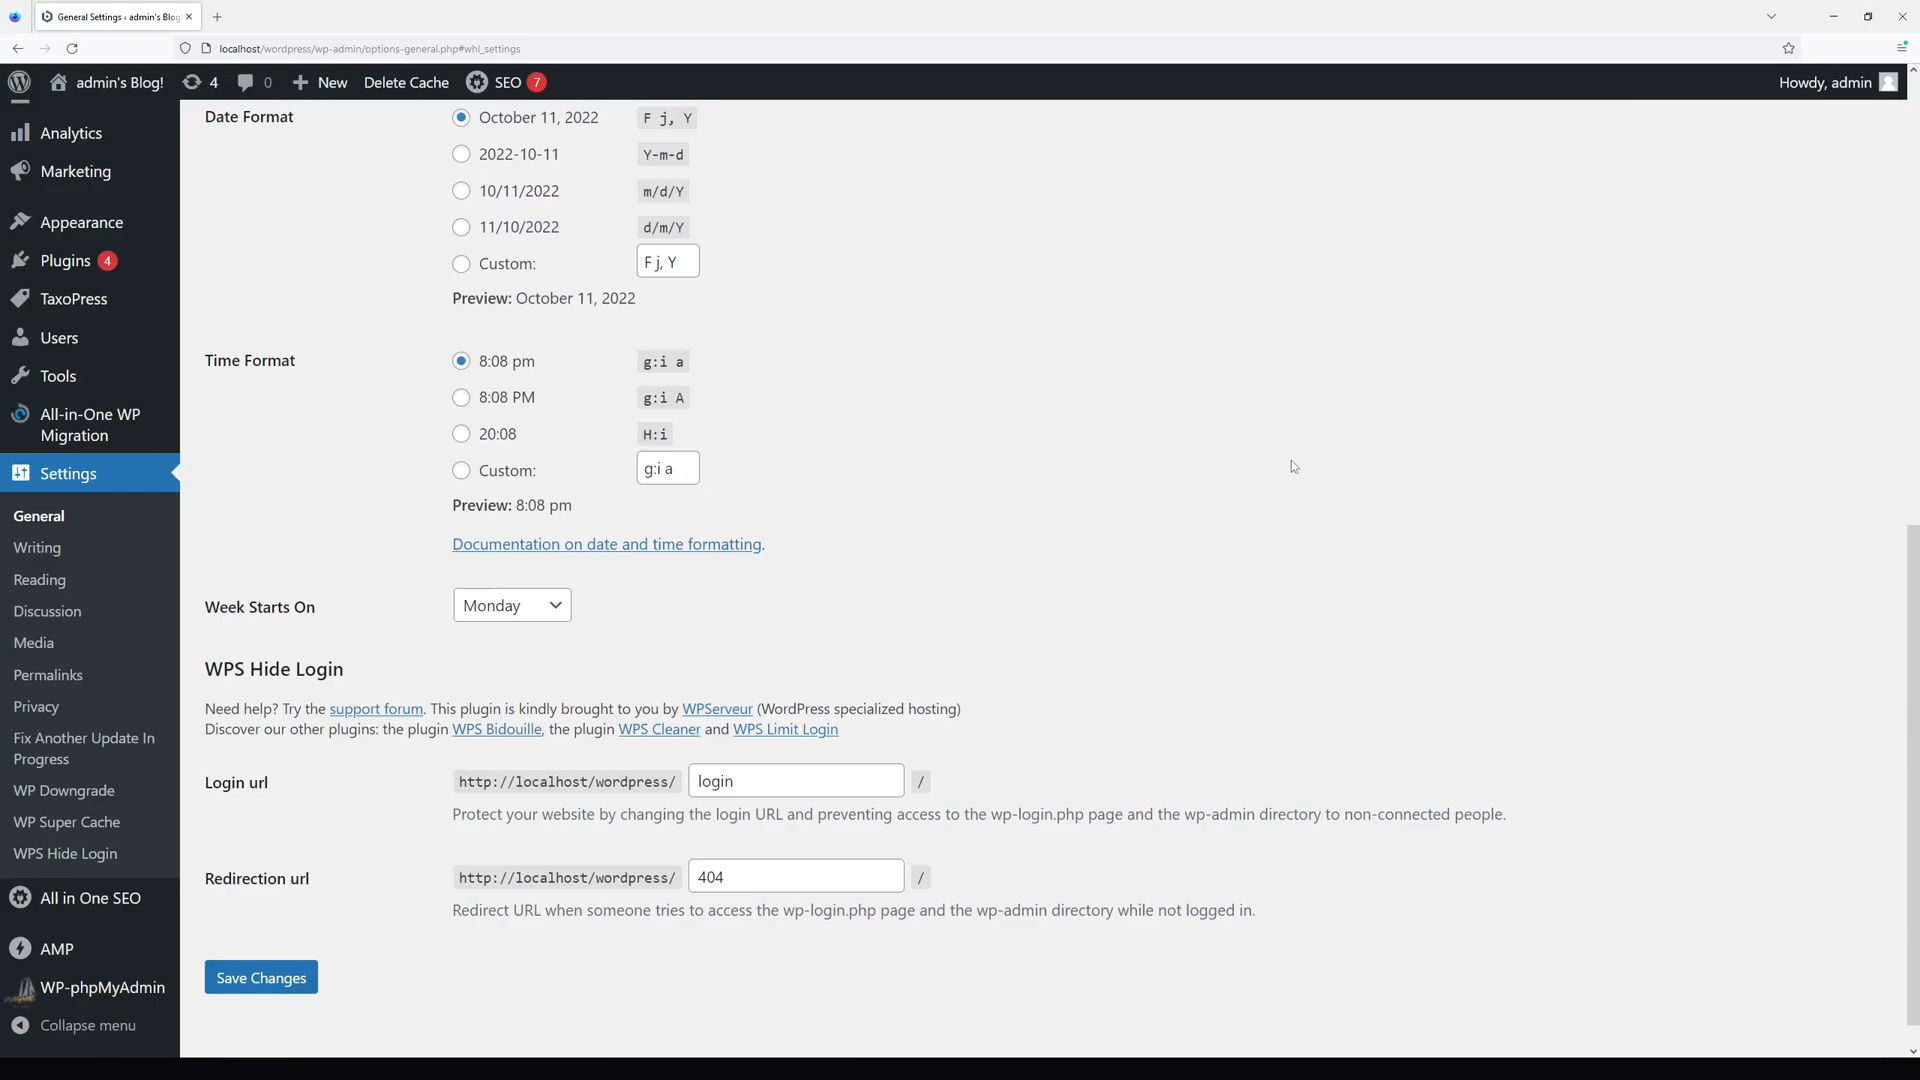 General Settings ‹ admin's Blog
localhost/wordpress/wp-admin/options-general.php#whl_settings
admin's Blog!
4
0
New
Delete Cache
SEO
7
Howdy, admin
Analytics
Marketing
Appearance
Plugins 4
TaxoPress
Users
Tools
All-in-One WP
Migration
Settings
General
Writing
Reading
Discussion
Media
Permalinks
Privacy
Fix Another Update In
Progress
WP Downgrade
WP Super Cache
WPS Hide Login
All in One SEO
AMP
WP-phpMyAdmin
Collapse menu
Date Format
October 11, 2022 F j, Y
2022-10-11 Y-m-d
10/11/2022 m/d/Y
11/10/2022 d/m/Y
Custom: F j, Y
Preview: October 11, 2022
Time Format
8:08 pm g:i a
8:08 PM g:i A
20:08 H:i
Custom: g:i a
Preview: 8:08 pm
Documentation on date and time formatting.
Week Starts On
Monday
WPS Hide Login
Need help? Try the support forum. This plugin is kindly brought to you by WPServeur (WordPress specialized hosting)
Discover our other plugins: the plugin WPS Bidouille, the plugin WPS Cleaner and WPS Limit Login
Login url
http://localhost/wordpress/ login /
Protect your website by changing the login URL and preventing access to the wp-login.php page and the wp-admin directory to non-connected people.
Redirection url
http://localhost/wordpress/ 404 /
Redirect URL when someone tries to access the wp-login.php page and the wp-admin directory while not logged in.
Save Changes